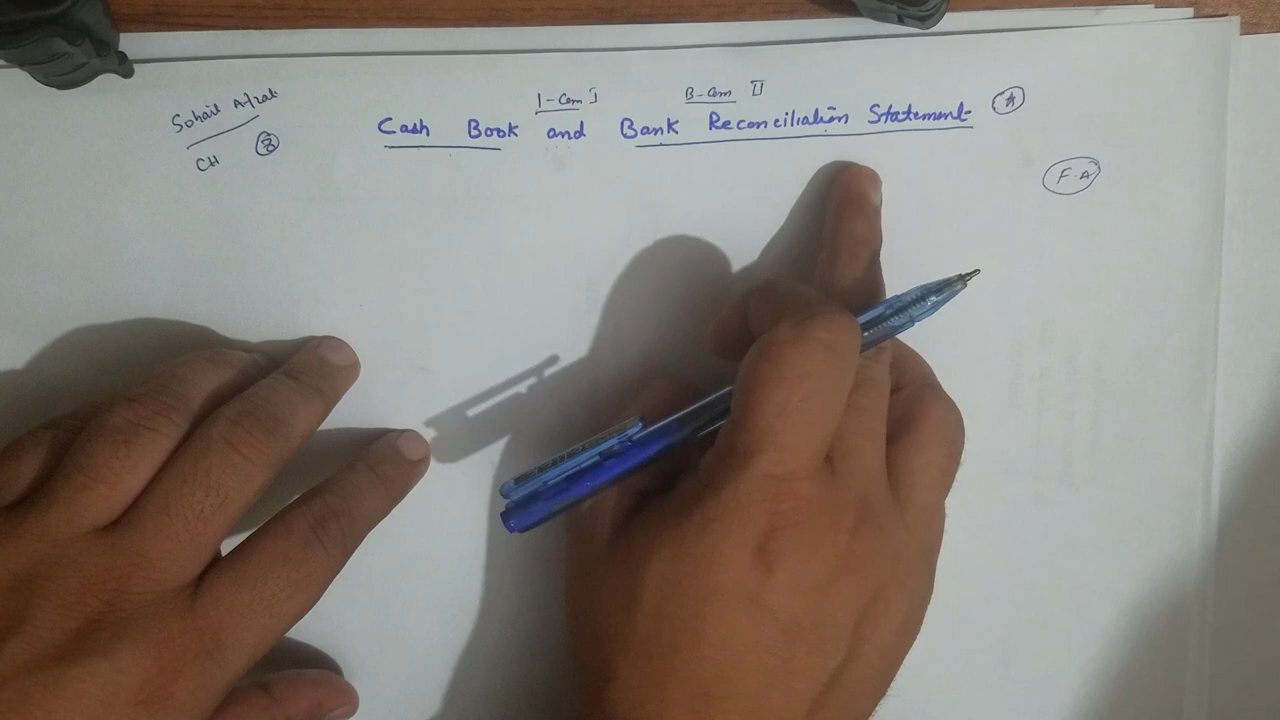 Sohail Afzal
CH 3
I-Com I B-Com II
Cash Book and Bank Reconciliation Statement
F.A